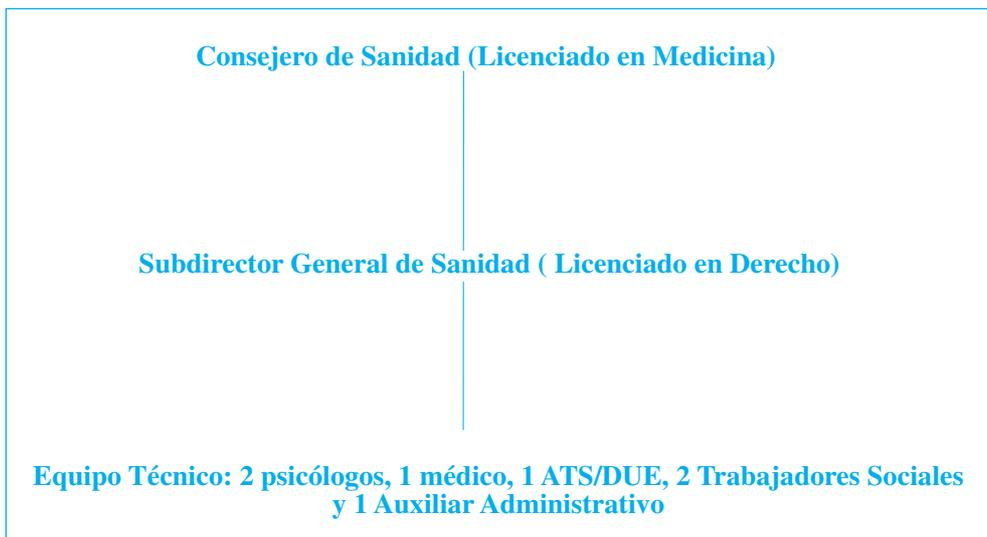 Consejero de Sanidad (Licenciado en Medicina)
Subdirector General de Sanidad ( Licenciado en Derecho)
Equipo Técnico: 2 psicólogos, 1 médico, 1 ATS/DUE, 2 Trabajadores Sociales
y 1 Auxiliar Administrativo